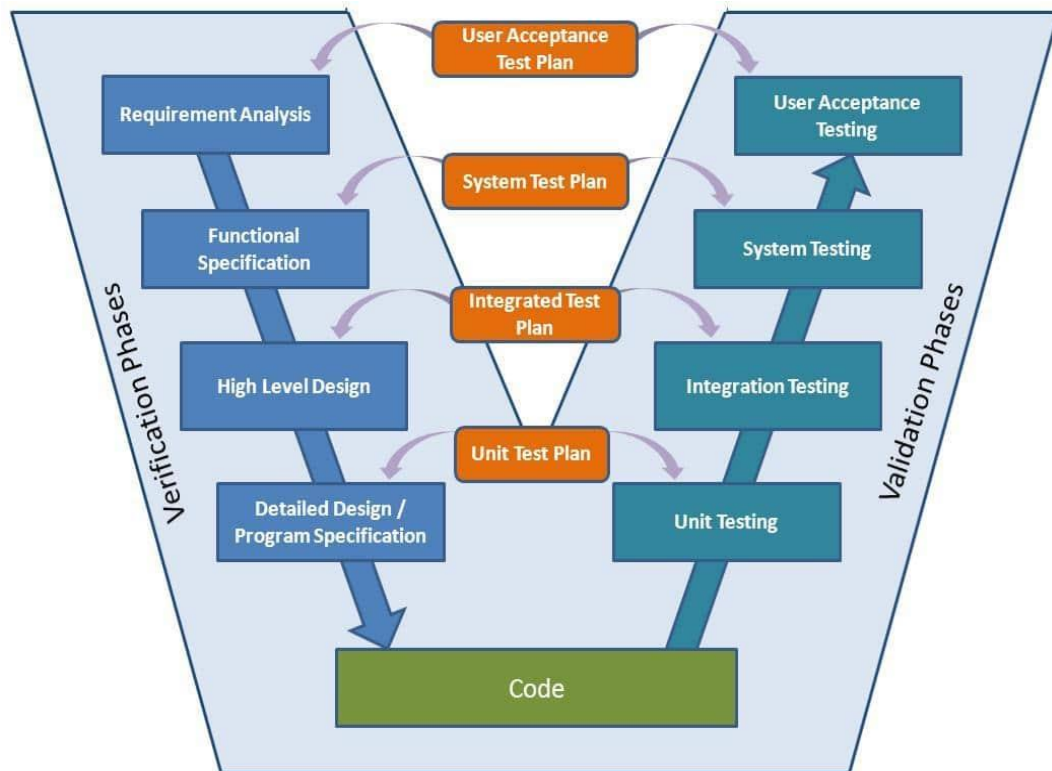 User Acceptance
Test Plan
Requirement Analysis
User Acceptance
Testing
System Test Plan
Functional
Specification
System Testing
Integrated Test
Plan
High Level Design
Integration Testing
Unit Test Plan
Detailed Design /
Program Specification
Unit Testing
Code
Verification Phases
Validation Phases